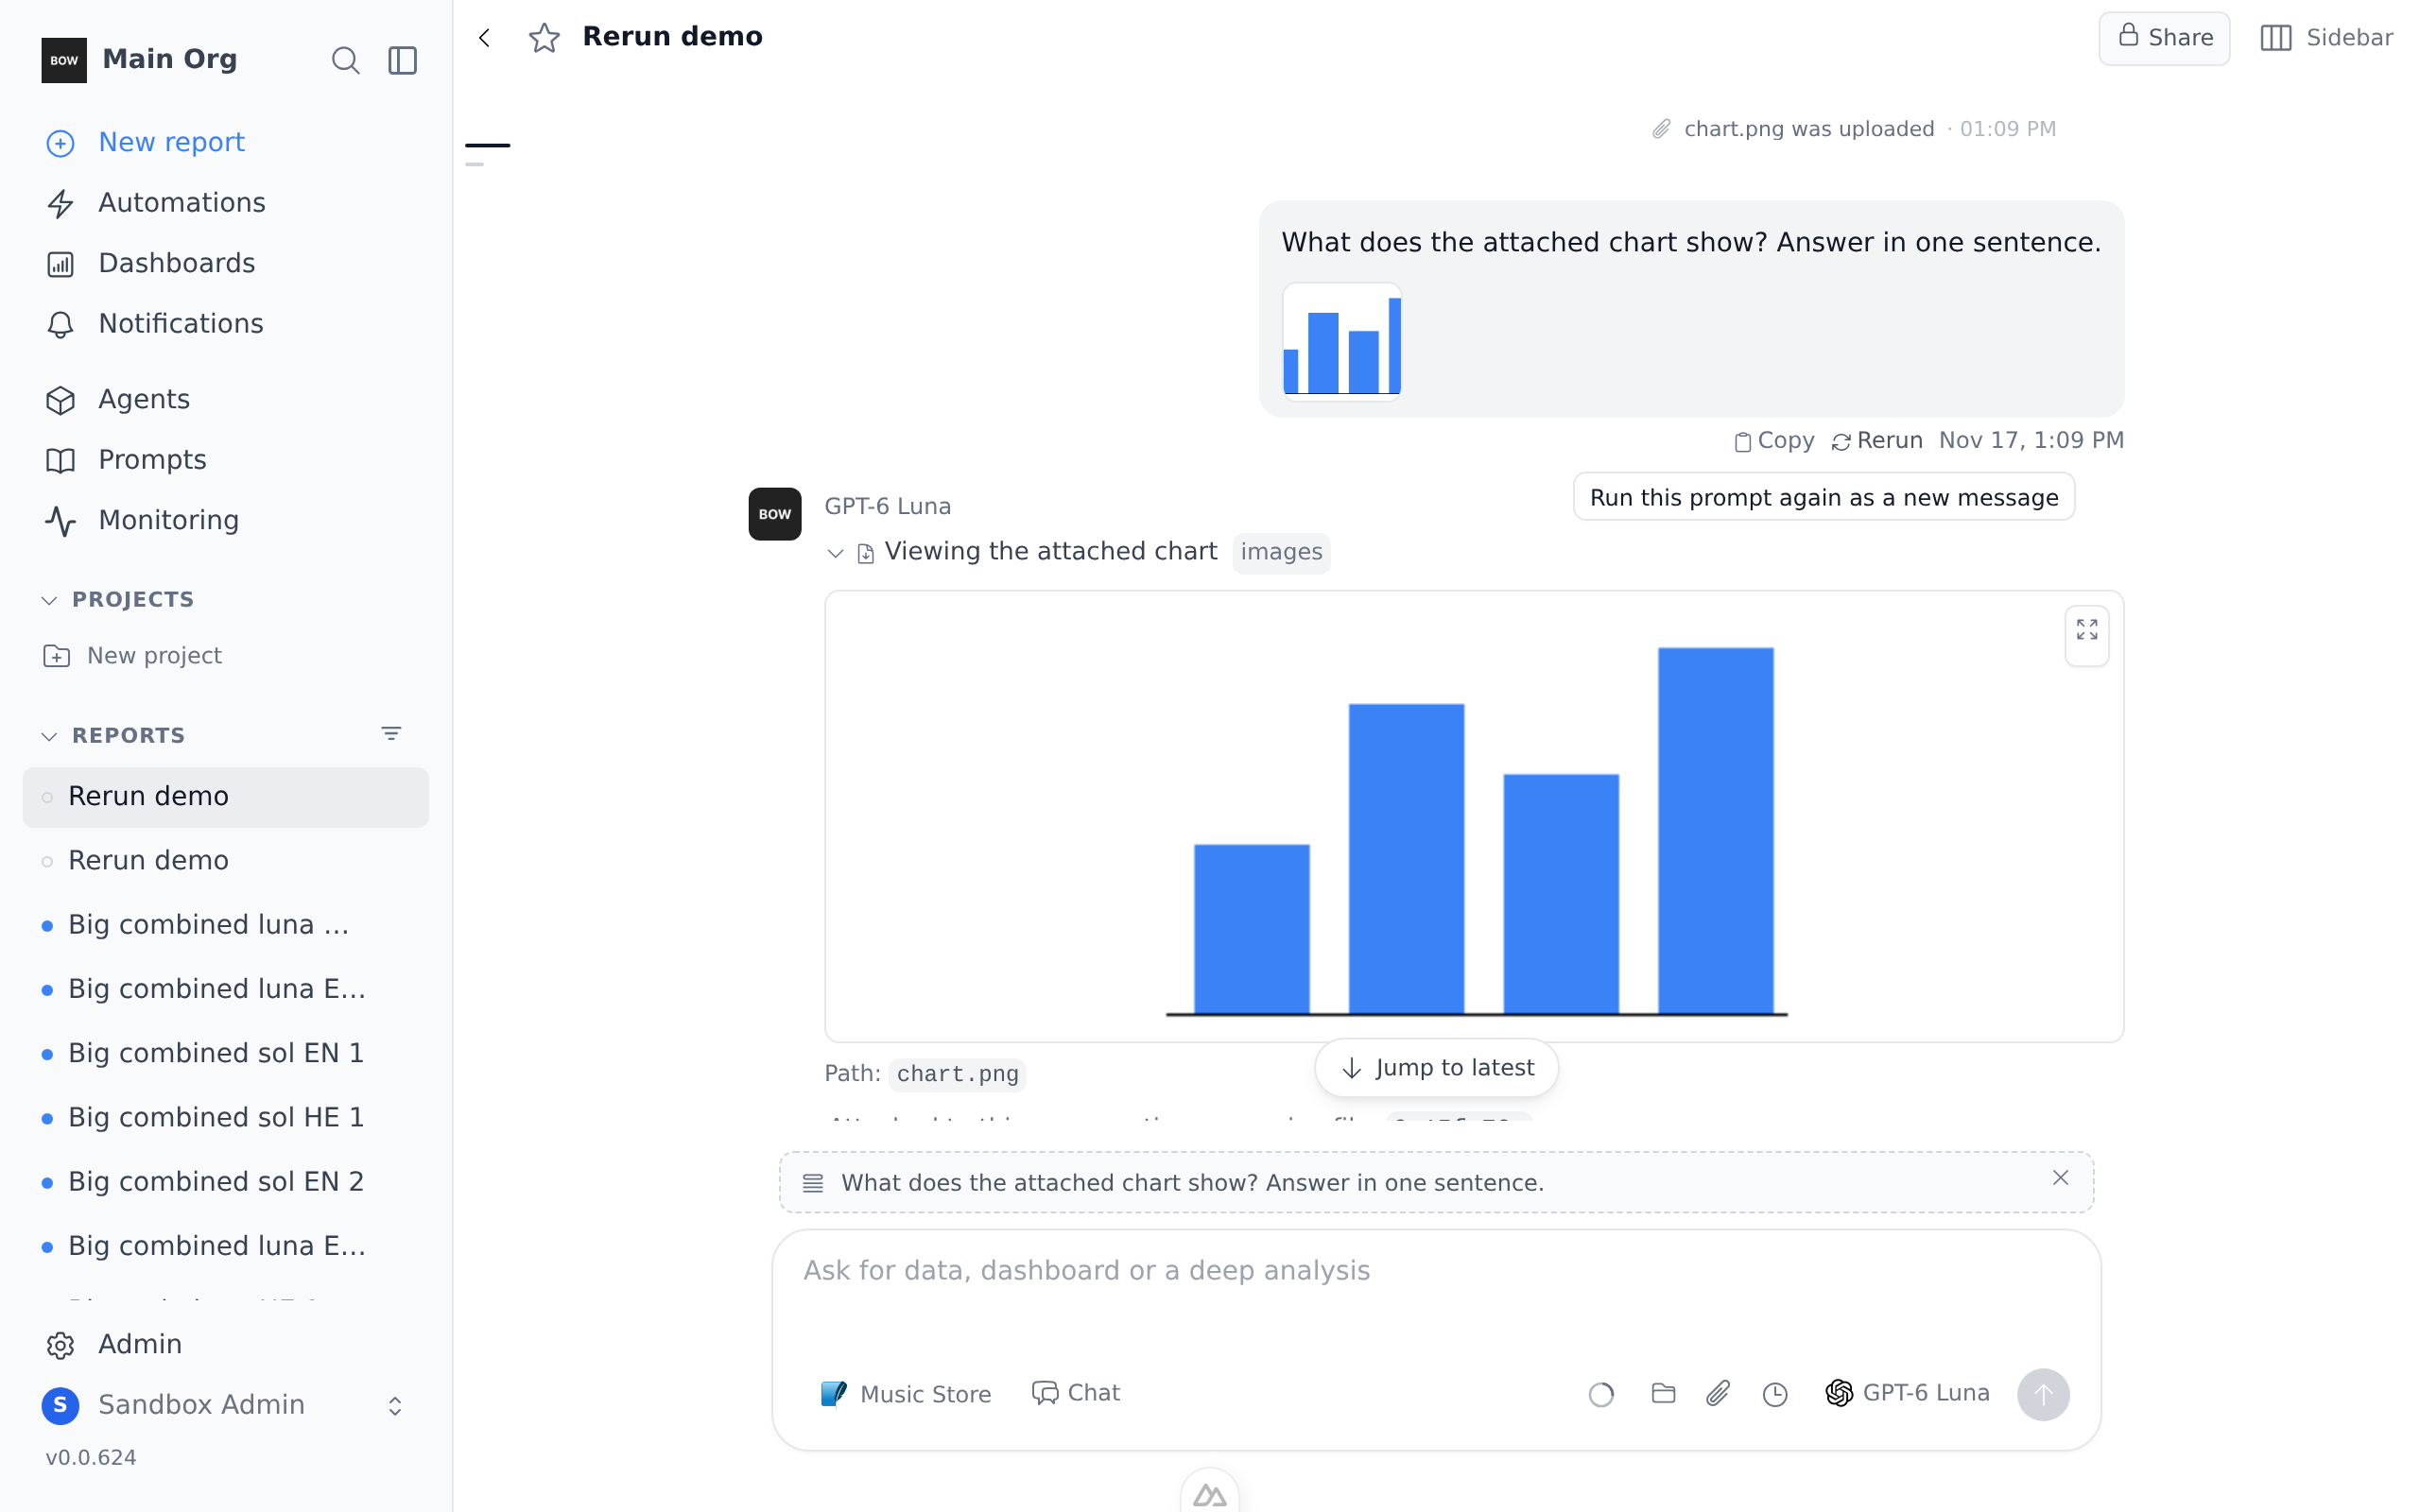 BOW Main Org
New report
Automations
Dashboards
Notifications
Agents
Prompts
Monitoring
PROJECTS
New project
REPORTS
Rerun demo
Rerun demo
Big combined luna ...
Big combined luna E...
Big combined sol EN 1
Big combined sol HE 1
Big combined sol EN 2
Big combined luna E...
Admin
S Sandbox Admin
v0.0.624
Rerun demo
Share
Sidebar
chart.png was uploaded · 01:09 PM
What does the attached chart show? Answer in one sentence.
Copy Rerun Nov 17, 1:09 PM
Run this prompt again as a new message
BOW GPT-6 Luna
Viewing the attached chart images
Path: chart.png
Jump to latest
What does the attached chart show? Answer in one sentence.
Ask for data, dashboard or a deep analysis
Music Store Chat GPT-6 Luna